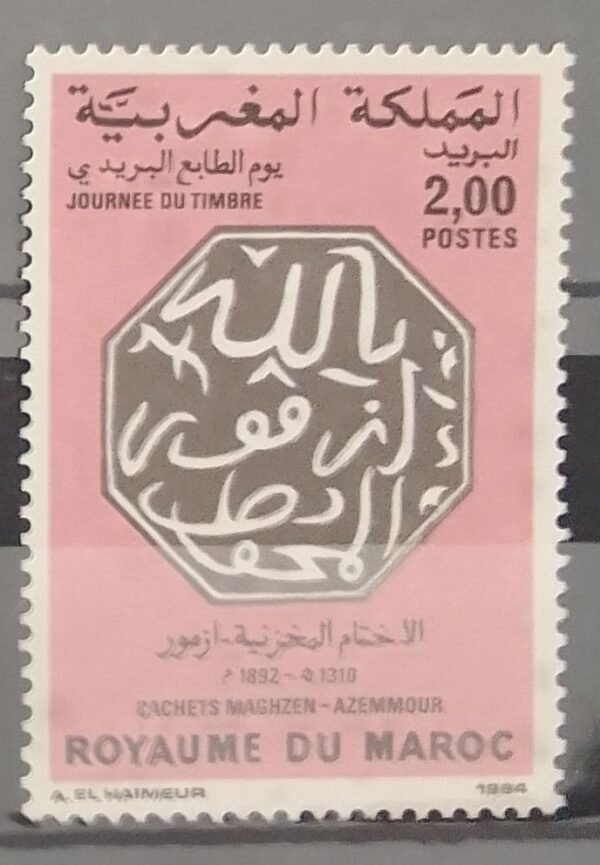 المملكة المغربية
البريد
يوم الطابع البريدي
2,00
JOURNEE DU TIMBRE
POSTES
الاختام المخزنية-ازمور
1310 هـ - 1892 م
CACHETS MAGHZEN-AZEMMOUR
ROYAUME DU MAROC
A. EL HAIMEUR
1984